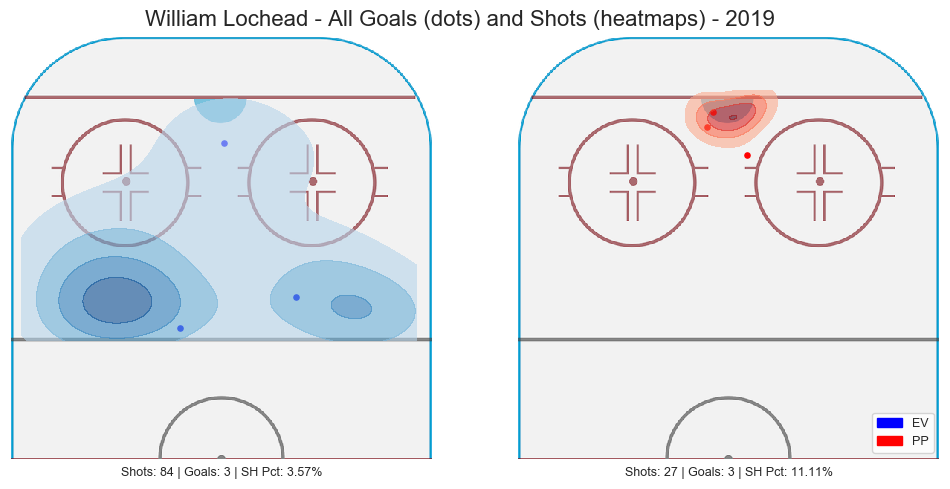 William Lochead - All Goals (dots) and Shots (heatmaps) - 2019
EV
PP
Shots: 84 | Goals: 3 | SH Pct: 3.57%
Shots: 27 | Goals: 3 | SH Pct: 11.11%